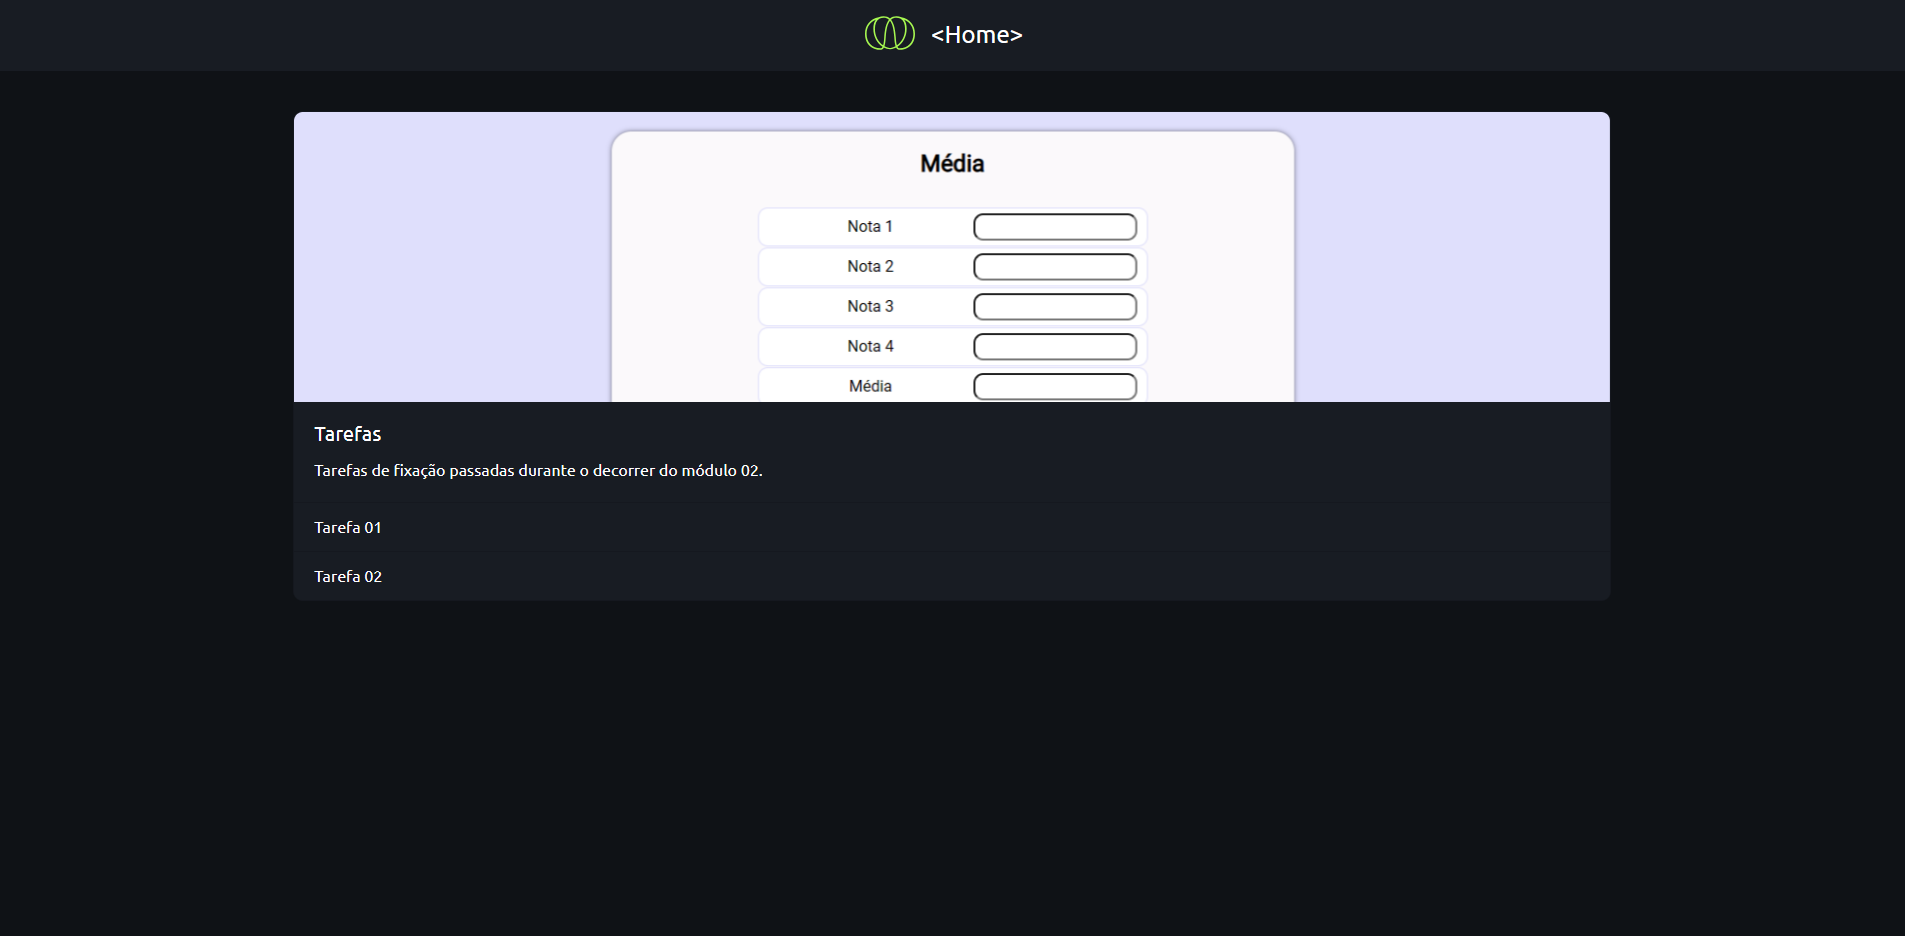 <Home>
Média
Nota 1
Nota 2
Nota 3
Nota 4
Média
Tarefas
Tarefas de fixação passadas durante o decorrer do módulo 02.
Tarefa 01
Tarefa 02